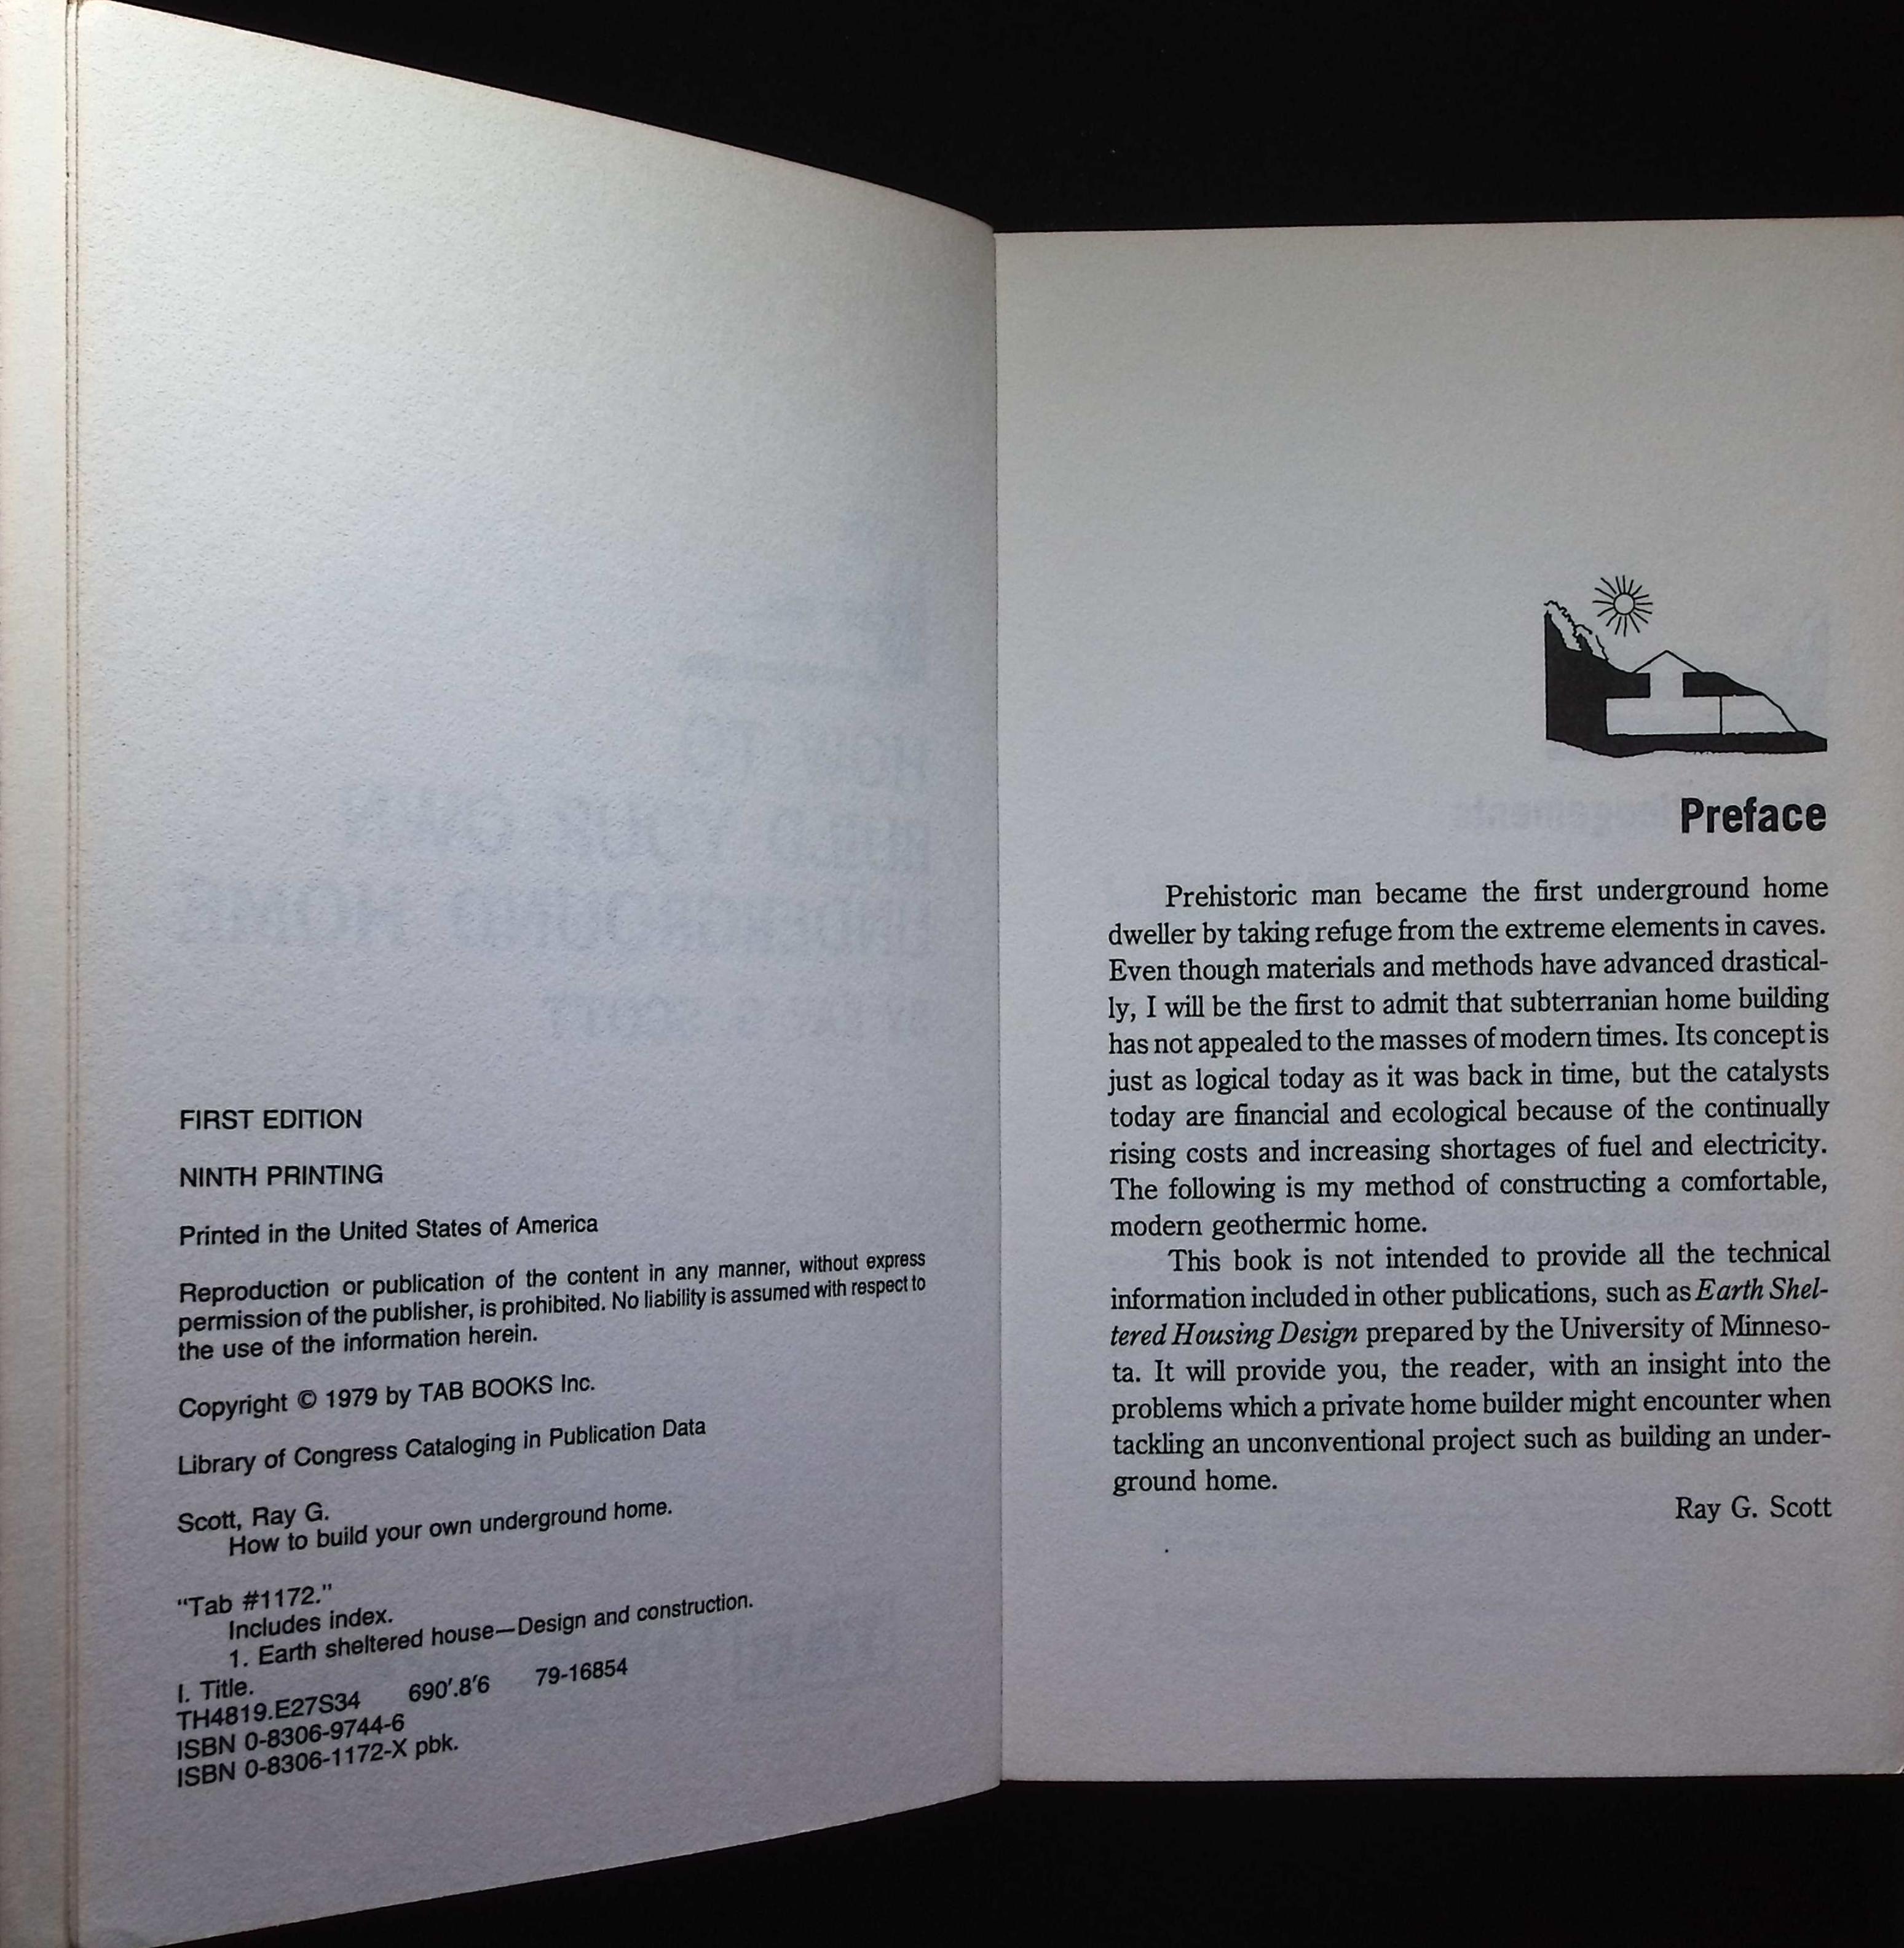 FIRST EDITION
NINTH PRINTING
Printed in the United States of America
Reproduction or publication of the content in any manner, without express
permission of the publisher, is prohibited. No liability is assumed with respect to
the use of the information herein.
Copyright © 1979 by TAB BOOKS Inc.
Library of Congress Cataloging in Publication Data
Scott, Ray G.
How to build your own underground home.
"Tab #1172."
Includes index.
1. Earth sheltered house—Design and construction.
I. Title.
TH4819.E27S34 690'.8'6 79-16854
ISBN 0-8306-9744-6
ISBN 0-8306-1172-X pbk.
Preface
Prehistoric man became the first underground home
dweller by taking refuge from the extreme elements in caves.
Even though materials and methods have advanced drastical-
ly, I will be the first to admit that subterranian home building
has not appealed to the masses of modern times. Its concept is
just as logical today as it was back in time, but the catalysts
today are financial and ecological because of the continually
rising costs and increasing shortages of fuel and electricity.
The following is my method of constructing a comfortable,
modern geothermic home.
This book is not intended to provide all the technical
information included in other publications, such as Earth Shel-
tered Housing Design prepared by the University of Minneso-
ta. It will provide you, the reader, with an insight into the
problems which a private home builder might encounter when
tackling an unconventional project such as building an under-
ground home.
Ray G. Scott